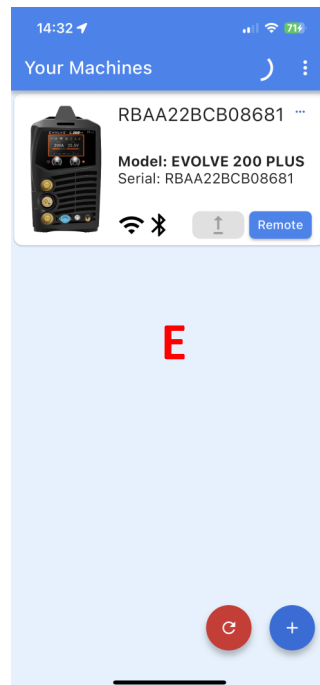 14:32
71
Your Machines
RBAA22BCB08681 ...
Model: EVOLVE 200 PLUS
Serial: RBAA22BCB08681
Remote
E